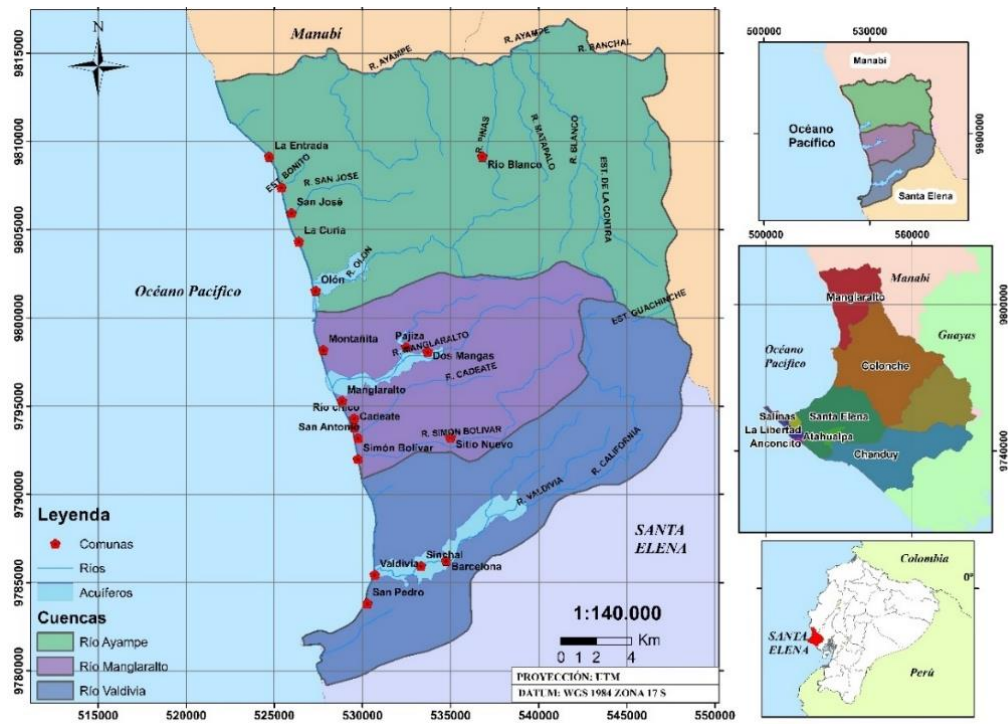 N
Manabí
R. AYAMPE
R. AYAMPE
R. BANCHAL
9815000
9810000
9805000
9800000
9795000
9790000
9785000
9780000
La Entrada
EST. BONITO
R. SAN JOSE
San José
La Curia
Olón
R. OLON
R. PIÑAS
Río Blanco
R. MATAPALO
R. BLANCO
EST. DE LA CONTRA
Océano Pacífico
Montañita
Pajiza
R. MANGLARALTO
Dos Mangas
EST. GUACHINCHE
R. CADEATE
Manglaralto
Río Chico
Cadeate
San Antonio
R. SIMON BOLIVAR
Simón Bolívar
Sitio Nuevo
R. CALIFORNIA
R. VALDIVIA
Sinchal
Valdivia
Barcelona
San Pedro
SANTA
ELENA
Leyenda
Comunas
Ríos
Acuíferos
Cuencas
Río Ayampe
Río Manglaralto
Río Valdivia
1:140.000
Km
0 1 2 4
PROYECCIÓN: UTM
DATUM: WGS 1984 ZONA 17 S
515000 520000 525000 530000 535000 540000 545000 550000
500000 530000
Manabí
Océano
Pacífico
9800000
Santa Elena
500000 560000
Manabí
Manglaralto
9800000
Guayas
Océano
Pacífico
Colonche
Salinas
Santa Elena
La Libertad
Atahualpa
Anconcito
Chanduy
9740000
Colombia
0°
SANTA
ELENA
Perú